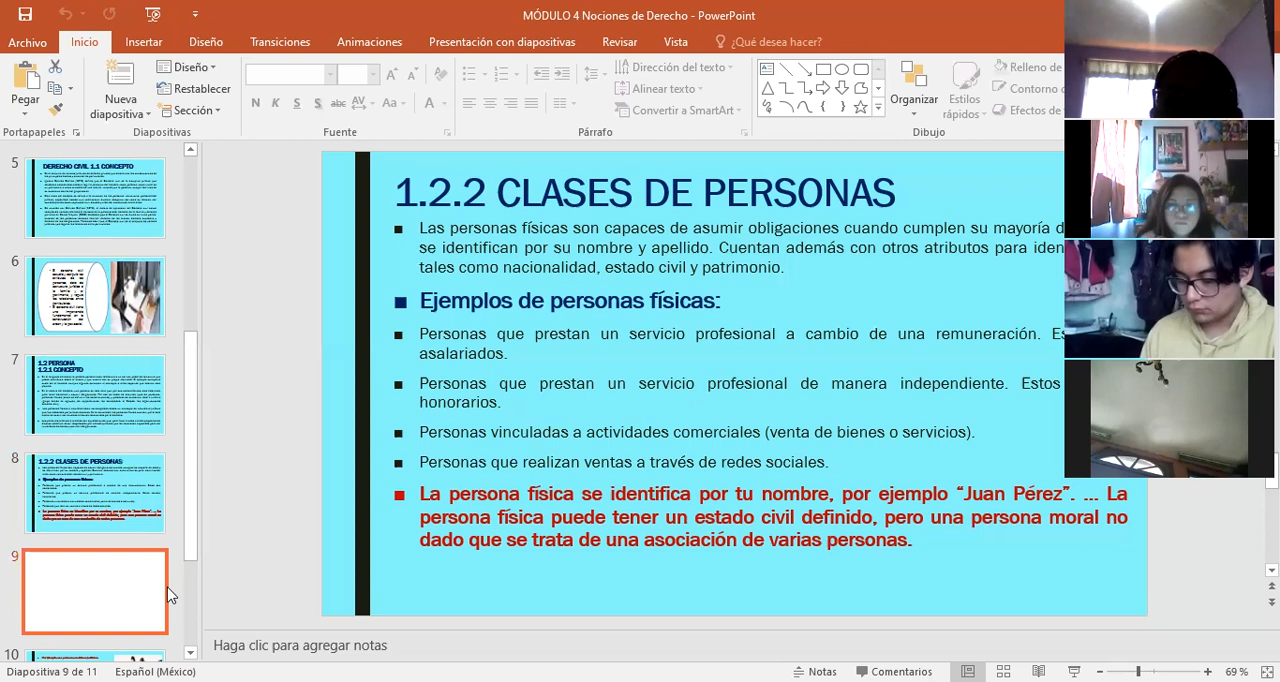 MÓDULO 4 Nociones de Derecho - PowerPoint
Archivo Inicio Insertar Diseño Transiciones Animaciones Presentación con diapositivas Revisar Vista ¿Qué desea hacer?
Pegar
Nueva diapositiva
Diseño
Restablecer
Sección
N K S S abc AV Aa A
Dirección del texto
Alinear texto
Convertir a SmartArt
Organizar
Estilos rápidos
Relleno de
Contorno
Efectos de
Portapapeles Diapositivas Fuente Párrafo Dibujo
5
DERECHO CIVIL 1.1 CONCEPTO
6
7
1.2 PERSONA
1.2.1 CONCEPTO
8
1.2.2 CLASES DE PERSONAS
9
10
1.2.2 CLASES DE PERSONAS
Las personas físicas son capaces de asumir obligaciones cuando cumplen su mayoría
se identifican por su nombre y apellido. Cuentan además con otros atributos para
tales como nacionalidad, estado civil y patrimonio.
Ejemplos de personas físicas:
Personas que prestan un servicio profesional a cambio de una remuneración.
asalariados.
Personas que prestan un servicio profesional de manera independiente. Estos
honorarios.
Personas vinculadas a actividades comerciales (venta de bienes o servicios).
Personas que realizan ventas a través de redes sociales.
La persona física se identifica por tu nombre, por ejemplo “Juan Pérez”. ... La
persona física puede tener un estado civil definido, pero una persona moral no
dado que se trata de una asociación de varias personas.
Haga clic para agregar notas
Diapositiva 9 de 11 Español (México) Notas Comentarios 69 %